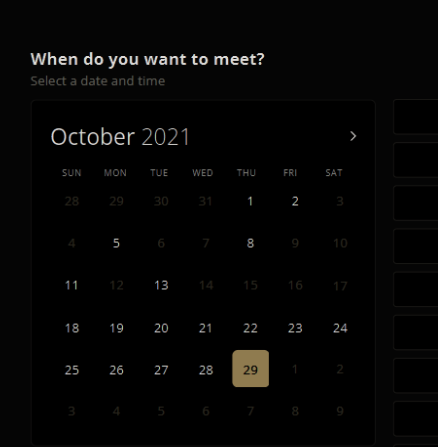 When do you want to meet?
Select a date and time
October 2021 >
SUN MON TUE WED THU FRI SAT
28 29 30 31 1 2 3
4 5 6 7 8 9 10
11 12 13 14 15 16 17
18 19 20 21 22 23 24
25 26 27 28 29 1 2
3 4 5 6 7 8 9